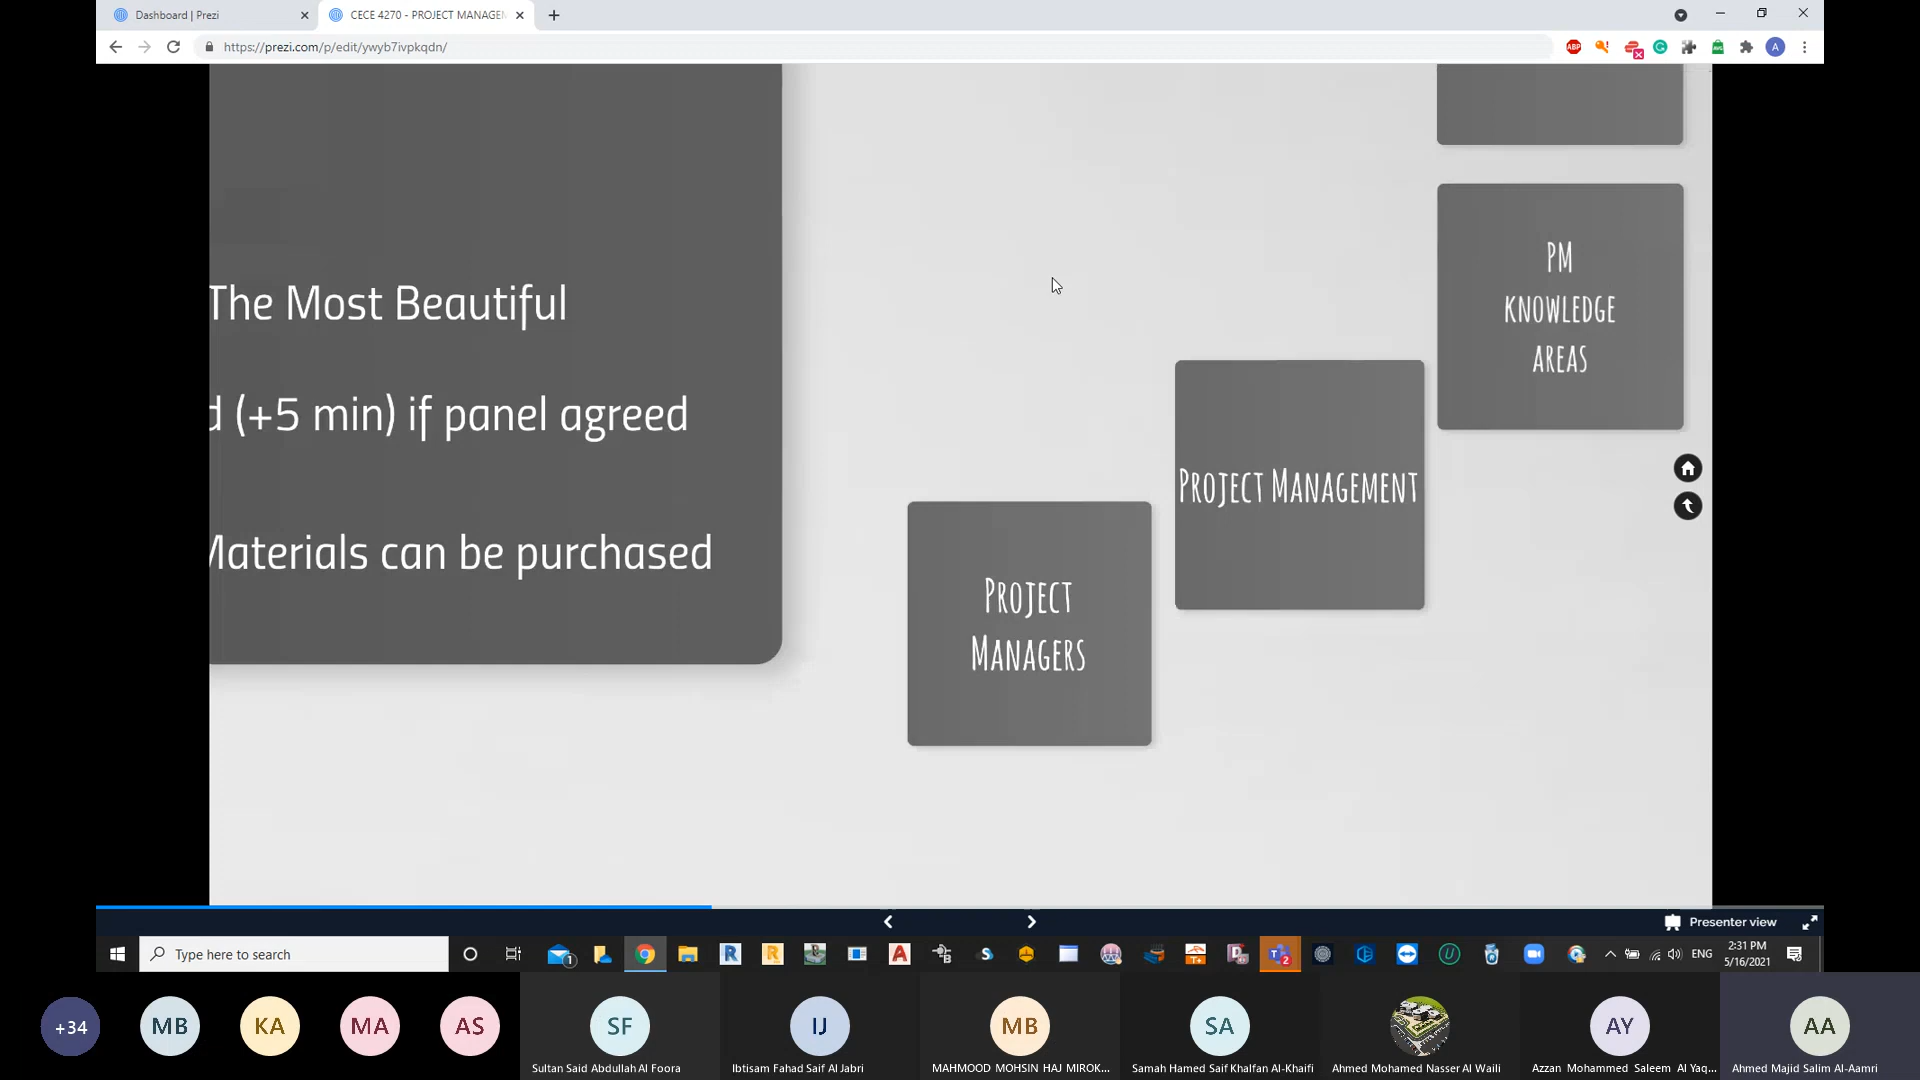 Dashboard | Prezi
CECE 4270 - PROJECT MANAGEM
https://prezi.com/p/edit/ywyb7ivpkqdn/
ABP
A
The Most Beautiful
d (+5 min) if panel agreed
Materials can be purchased
PM
KNOWLEDGE
AREAS
PROJECT MANAGEMENT
PROJECT
MANAGERS
Presenter view
Type here to search
ENG
2:31 PM
5/16/2021
+34
MB
KA
MA
AS
SF
IJ
MB
SA
AY
AA
Sultan Said Abdullah Al Foora
Ibtisam Fahad Saif Al Jabri
MAHMOOD MOHSIN HAJ MIROK...
Samah Hamed Saif Khalfan Al-Khaifi
Ahmed Mohamed Nasser Al Waili
Azzan Mohammed Saleem Al Yaq...
Ahmed Majid Salim Al-Aamri